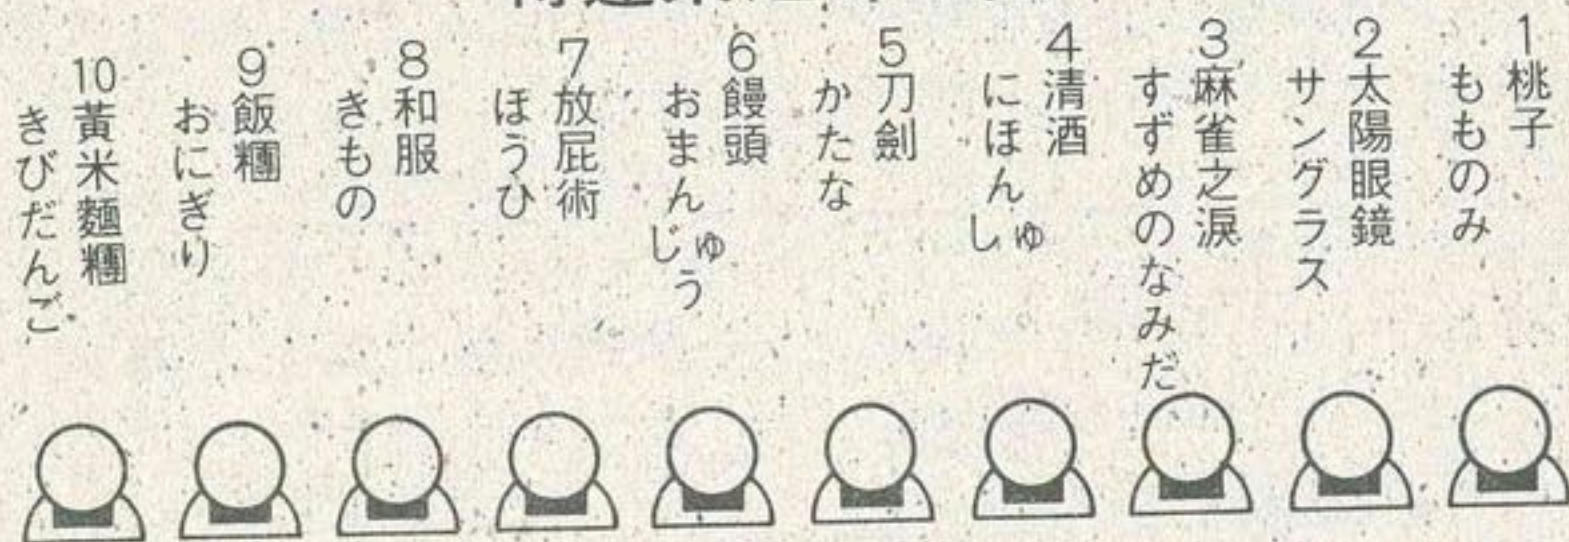 1桃子
もものみ
2太陽眼鏡
サングラス
3麻雀之淚
すずめのなみだ
4清酒
にほんしゅ
5刀劍
かたな
6饅頭
おまんじゅう
7放屁術
ほうひ
8和服
きもの
9飯糰
おにぎり
10黃米麵糰
きびだんご